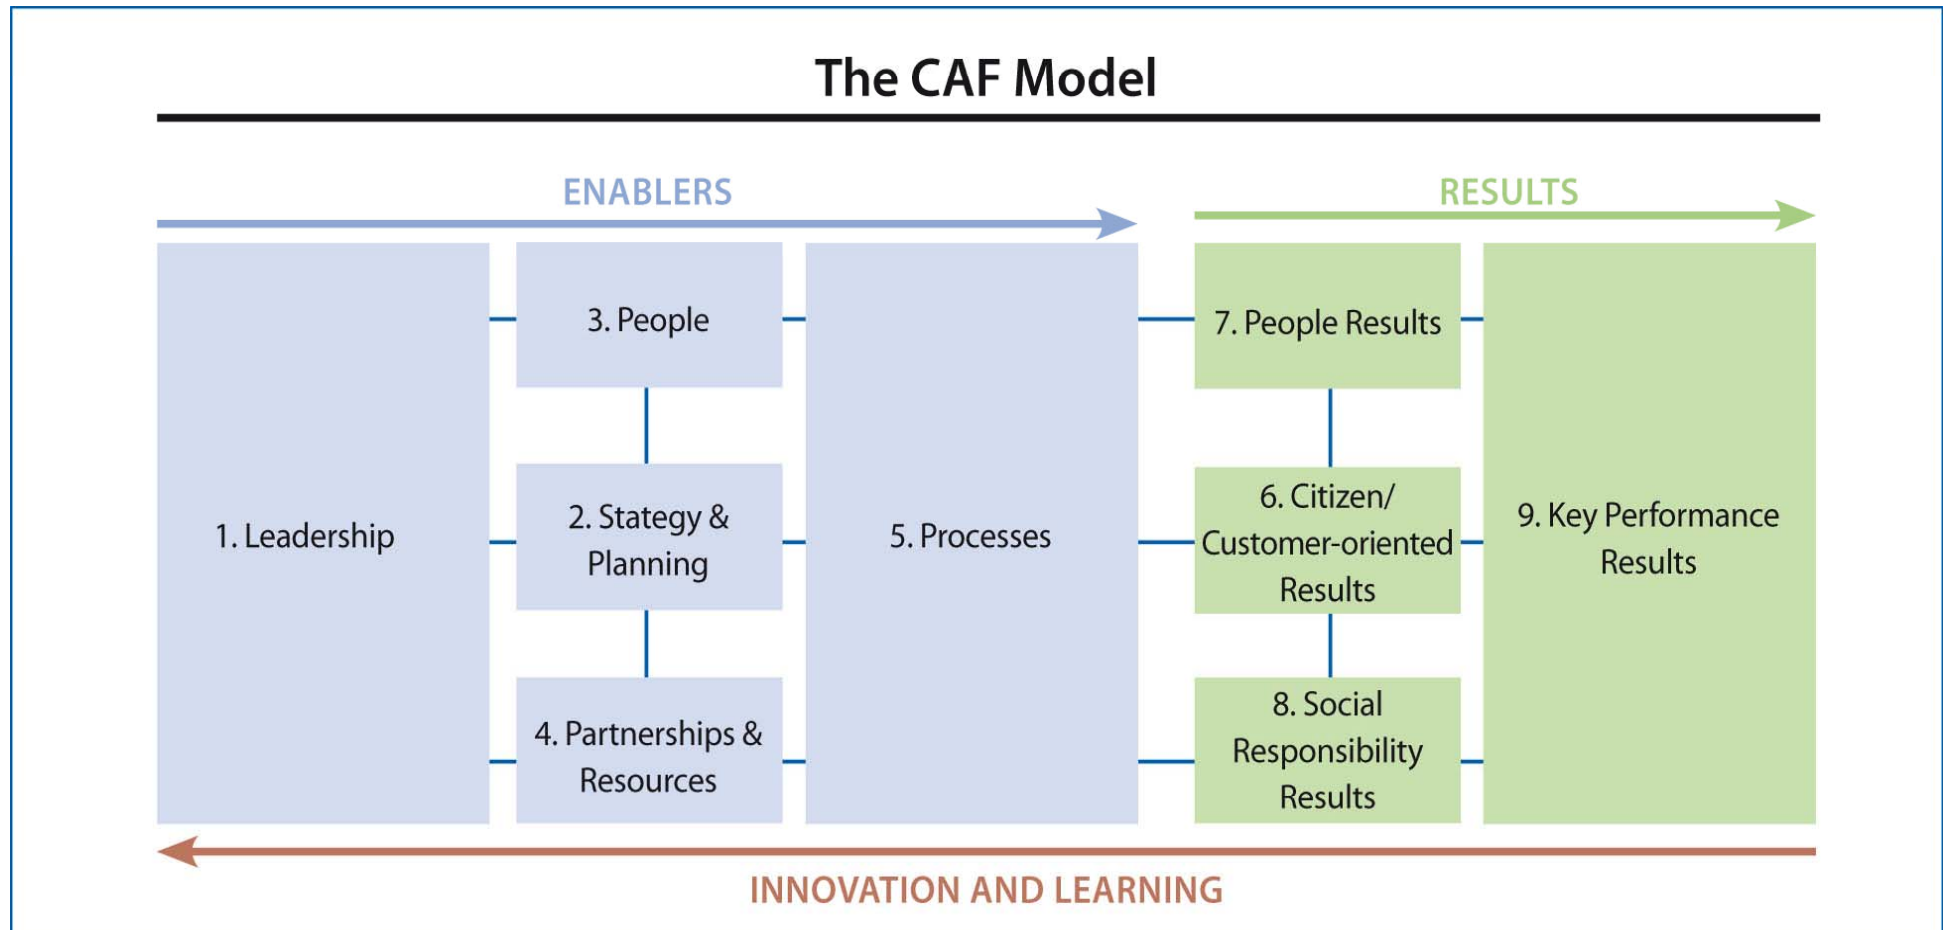 The CAF Model
ENABLERS
RESULTS
1. Leadership
3. People
2. Stategy &
Planning
4. Partnerships &
Resources
5. Processes
7. People Results
6. Citizen/
Customer-oriented
Results
8. Social
Responsibility
Results
9. Key Performance
Results
INNOVATION AND LEARNING